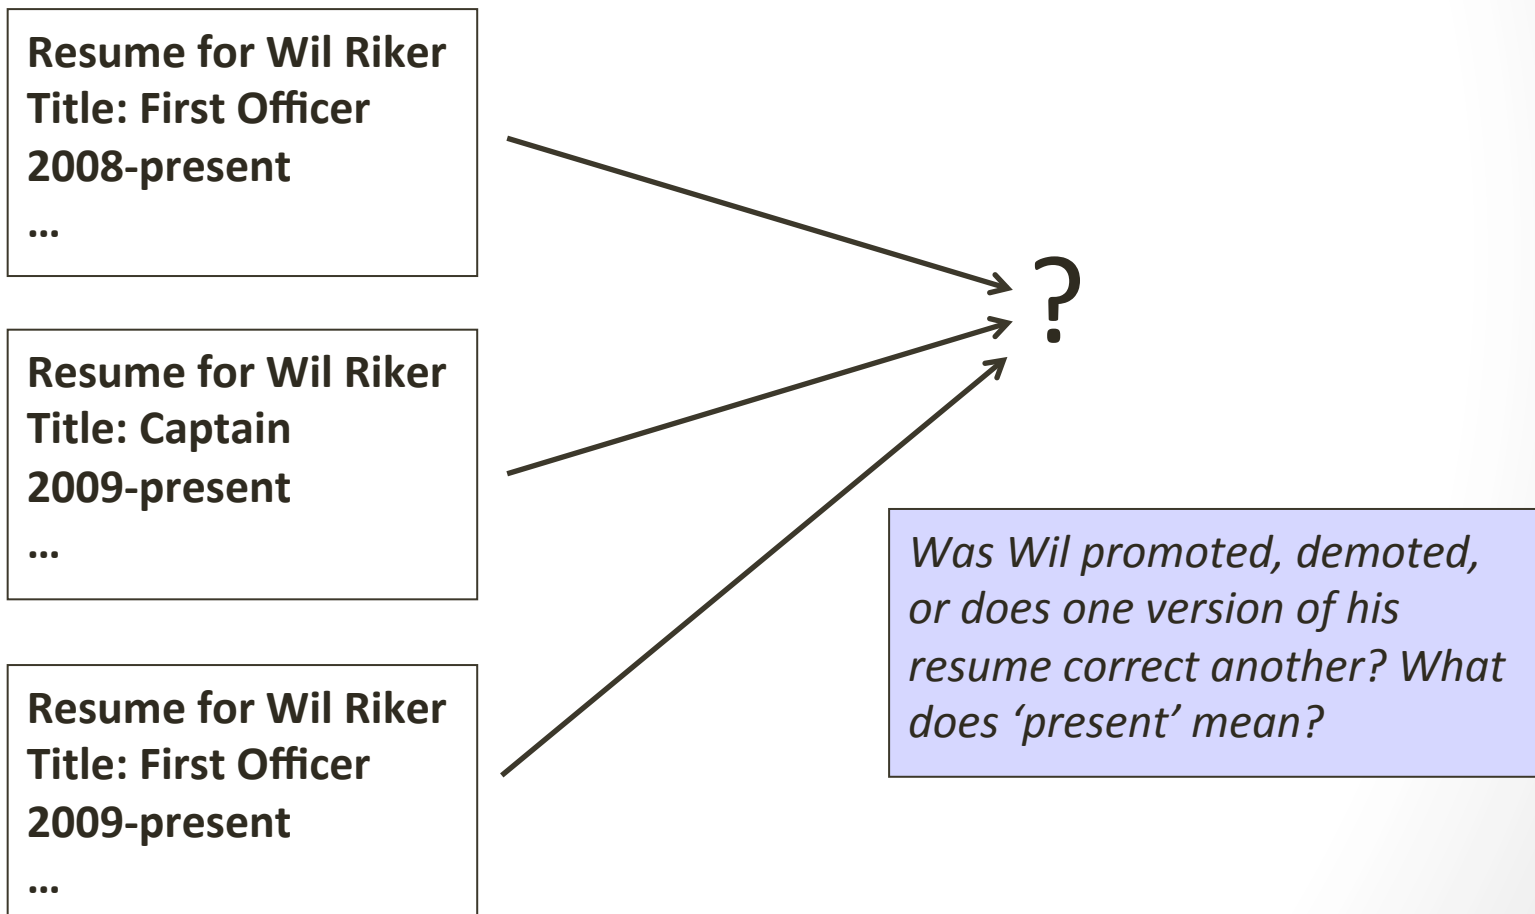 Resume for Wil Riker
Title: First Officer
2008-present
...
Resume for Wil Riker
Title: Captain
2009-present
...
Resume for Wil Riker
Title: First Officer
2009-present
...
?
Was Wil promoted, demoted,
or does one version of his
resume correct another? What
does ‘present’ mean?